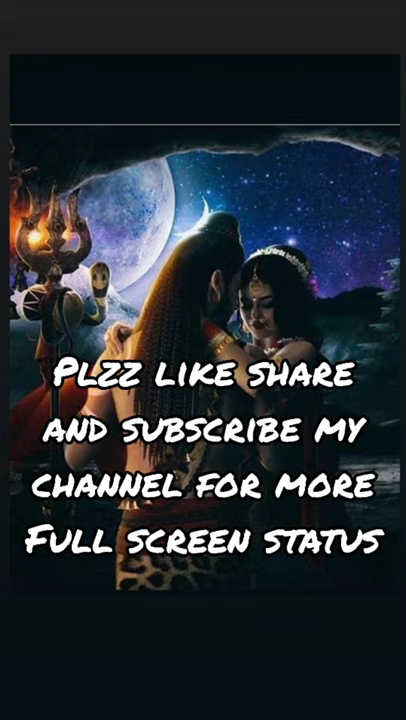 Plzz like share
and subscribe my
channel for more
Full screen status